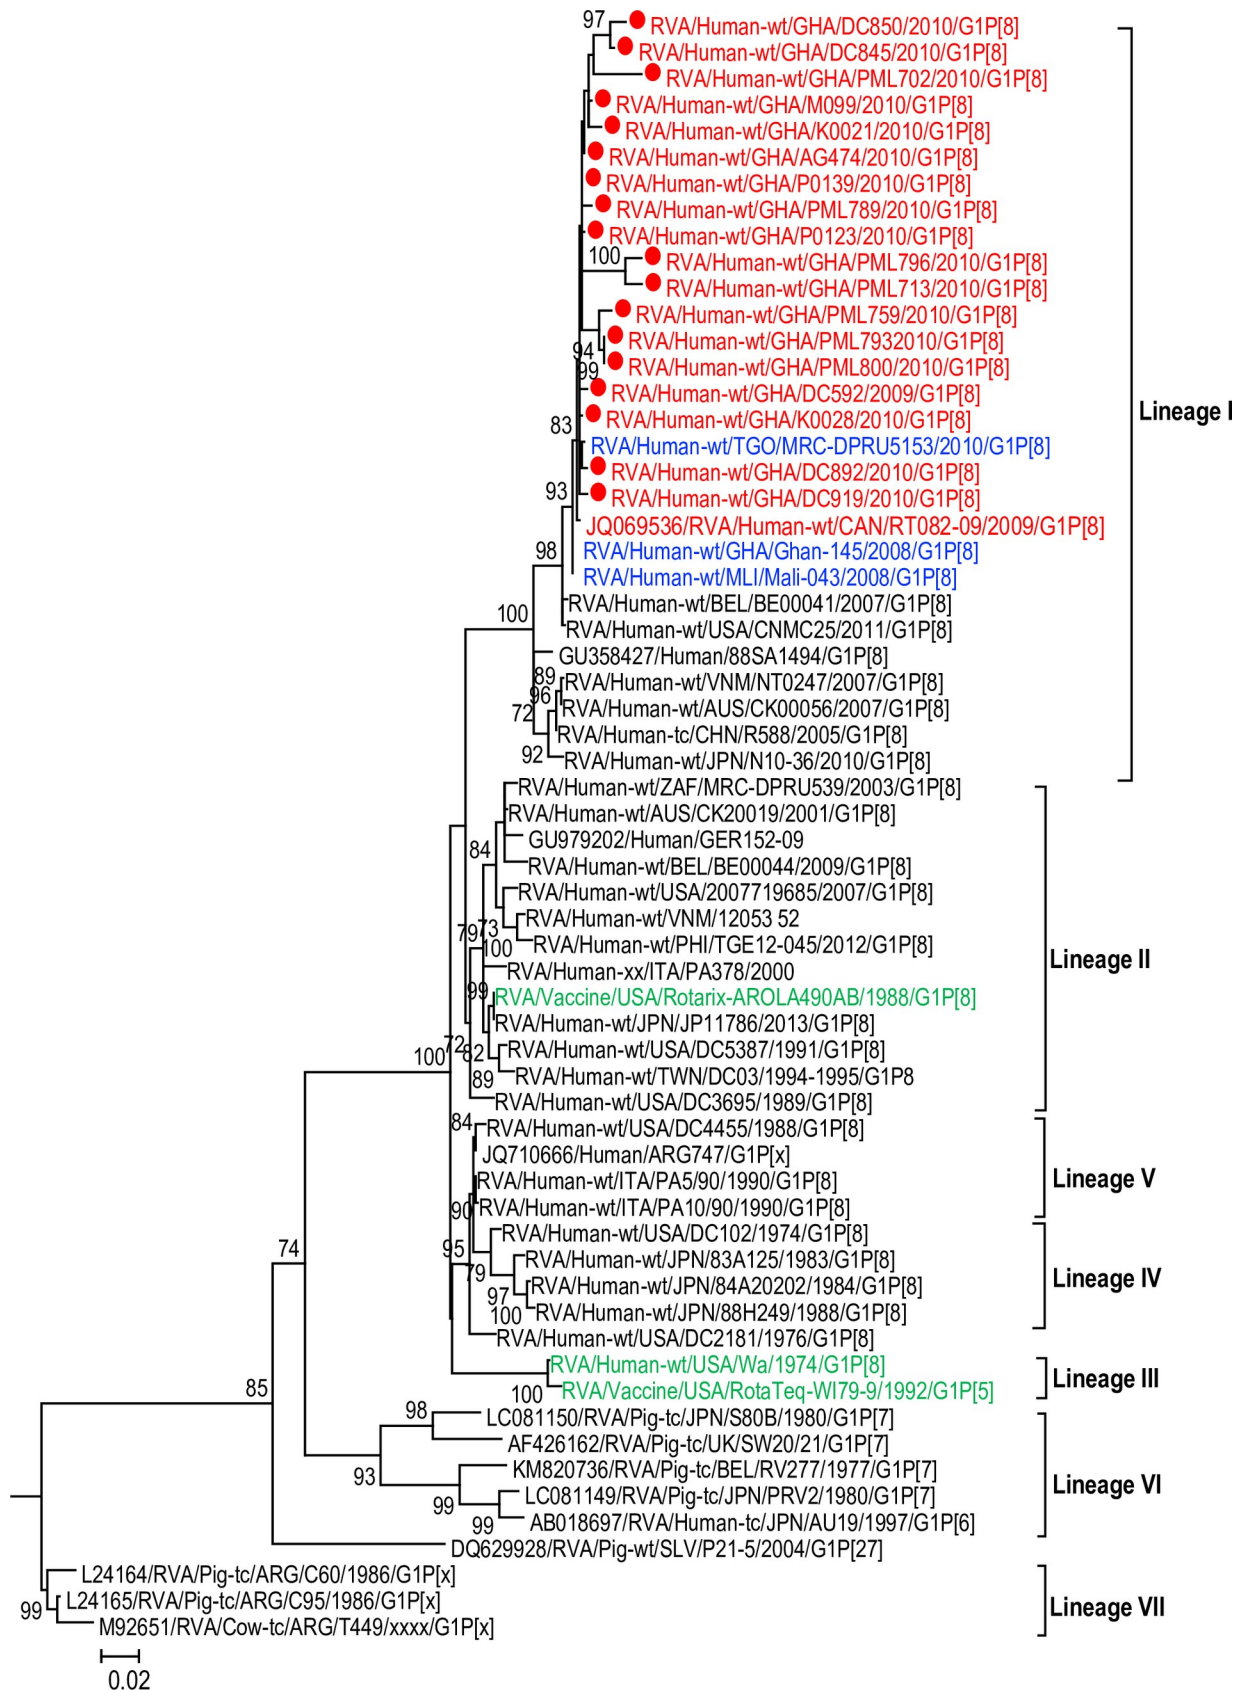 97
RVA/Human-wt/GHA/DC850/2010/G1P[8]
RVA/Human-wt/GHA/DC845/2010/G1P[8]
RVA/Human-wt/GHA/PML702/2010/G1P[8]
RVA/Human-wt/GHA/M099/2010/G1P[8]
RVA/Human-wt/GHA/K0021/2010/G1P[8]
RVA/Human-wt/GHA/AG474/2010/G1P[8]
RVA/Human-wt/GHA/P0139/2010/G1P[8]
RVA/Human-wt/GHA/PML789/2010/G1P[8]
RVA/Human-wt/GHA/P0123/2010/G1P[8]
100
RVA/Human-wt/GHA/PML796/2010/G1P[8]
RVA/Human-wt/GHA/PML713/2010/G1P[8]
RVA/Human-wt/GHA/PML759/2010/G1P[8]
RVA/Human-wt/GHA/PML7932010/G1P[8]
94
RVA/Human-wt/GHA/PML800/2010/G1P[8]
99
RVA/Human-wt/GHA/DC592/2009/G1P[8]
Lineage I
RVA/Human-wt/GHA/K0028/2010/G1P[8]
83
RVA/Human-wt/TGO/MRC-DPRU5153/2010/G1P[8]
RVA/Human-wt/GHA/DC892/2010/G1P[8]
93
RVA/Human-wt/GHA/DC919/2010/G1P[8]
JQ069536/RVA/Human-wt/CAN/RT082-09/2009/G1P[8]
98
RVA/Human-wt/GHA/Ghan-145/2008/G1P[8]
RVA/Human-wt/MLI/Mali-043/2008/G1P[8]
RVA/Human-wt/BEL/BE00041/2007/G1P[8]
100
RVA/Human-wt/USA/CNMC25/2011/G1P[8]
GU358427/Human/88SA1494/G1P[8]
89
RVA/Human-wt/VNM/NT0247/2007/G1P[8]
96
RVA/Human-wt/AUS/CK00056/2007/G1P[8]
72
RVA/Human-tc/CHN/R588/2005/G1P[8]
92
RVA/Human-wt/JPN/N10-36/2010/G1P[8]
RVA/Human-wt/ZAF/MRC-DPRU539/2003/G1P[8]
RVA/Human-wt/AUS/CK20019/2001/G1P[8]
GU979202/Human/GER152-09
84
RVA/Human-wt/BEL/BE00044/2009/G1P[8]
RVA/Human-wt/USA/2007719685/2007/G1P[8]
RVA/Human-wt/VNM/12053 52
79
73
RVA/Human-wt/PHI/TGE12-045/2012/G1P[8]
100
Lineage II
RVA/Human-xx/ITA/PA378/2000
99
RVA/Vaccine/USA/Rotarix-AROLA490AB/1988/G1P[8]
RVA/Human-wt/JPN/JP11786/2013/G1P[8]
72
82
100
RVA/Human-wt/USA/DC5387/1991/G1P[8]
RVA/Human-wt/TWN/DC03/1994-1995/G1P8
89
RVA/Human-wt/USA/DC3695/1989/G1P[8]
84
RVA/Human-wt/USA/DC4455/1988/G1P[8]
JQ710666/Human/ARG747/G1P[x]
RVA/Human-wt/ITA/PA5/90/1990/G1P[8]
Lineage V
90
RVA/Human-wt/ITA/PA10/90/1990/G1P[8]
RVA/Human-wt/USA/DC102/1974/G1P[8]
74
95
RVA/Human-wt/JPN/83A125/1983/G1P[8]
79
RVA/Human-wt/JPN/84A20202/1984/G1P[8]
Lineage IV
97
100
RVA/Human-wt/JPN/88H249/1988/G1P[8]
RVA/Human-wt/USA/DC2181/1976/G1P[8]
RVA/Human-wt/USA/Wa/1974/G1P[8]
Lineage III
85
100
RVA/Vaccine/USA/RotaTeq-WI79-9/1992/G1P[5]
98
LC081150/RVA/Pig-tc/JPN/S80B/1980/G1P[7]
AF426162/RVA/Pig-tc/UK/SW20/21/G1P[7]
93
KM820736/RVA/Pig-tc/BEL/RV277/1977/G1P[7]
Lineage VI
99
LC081149/RVA/Pig-tc/JPN/PRV2/1980/G1P[7]
99
AB018697/RVA/Human-tc/JPN/AU19/1997/G1P[6]
DQ629928/RVA/Pig-wt/SLV/P21-5/2004/G1P[27]
L24164/RVA/Pig-tc/ARG/C60/1986/G1P[x]
L24165/RVA/Pig-tc/ARG/C95/1986/G1P[x]
Lineage VII
99
M92651/RVA/Cow-tc/ARG/T449/xxxx/G1P[x]
0.02